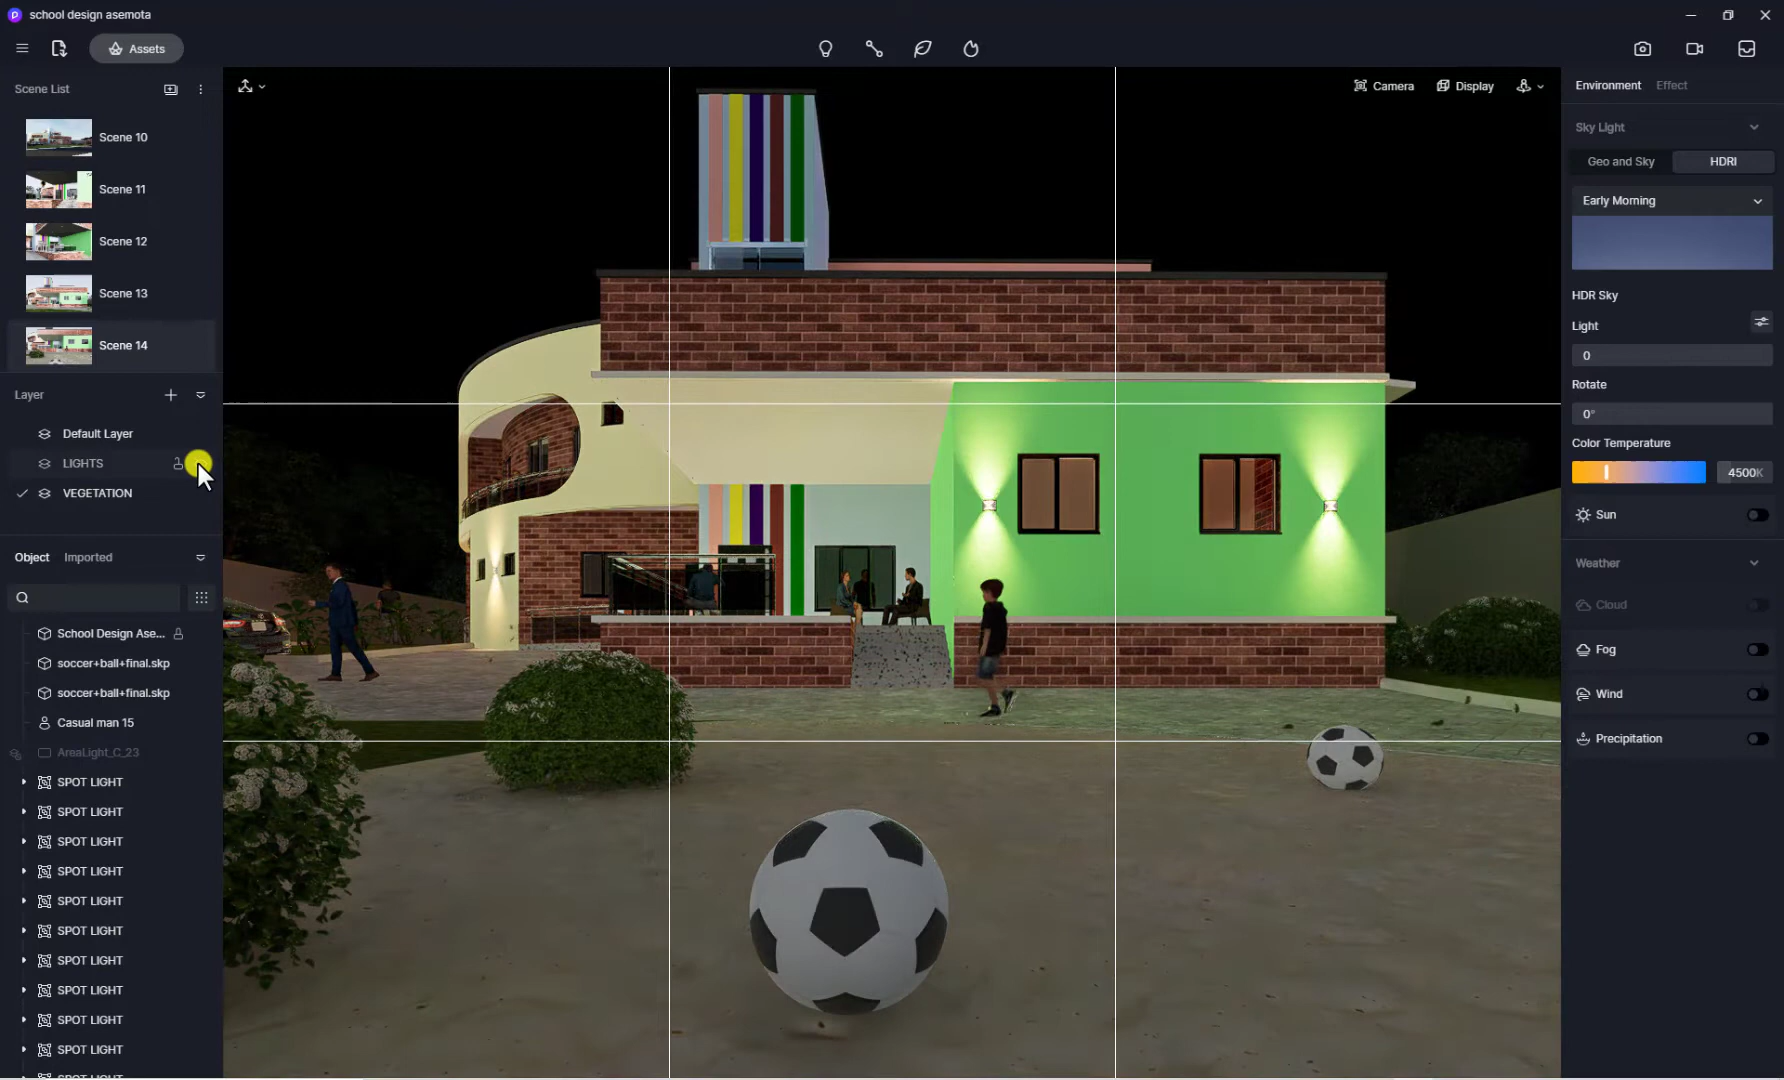 school design asemota
Assets
Scene List
Scene 10
Scene 11
Scene 12
Scene 13
Scene 14
Layer
Default Layer
LIGHTS
VEGETATION
Object Imported
School Design Ase...
soccer+ball+final.skp
soccer+ball+final.skp
Casual man 15
AreaLight_C_23
SPOT LIGHT
SPOT LIGHT
SPOT LIGHT
SPOT LIGHT
SPOT LIGHT
SPOT LIGHT
SPOT LIGHT
SPOT LIGHT
SPOT LIGHT
SPOT LIGHT
Camera Display
Environment Effect
Sky Light
Geo and Sky HDRI
Early Morning
HDR Sky
Light
0
Rotate
0°
Color Temperature
4500K
Sun
Weather
Cloud
Fog
Wind
Precipitation